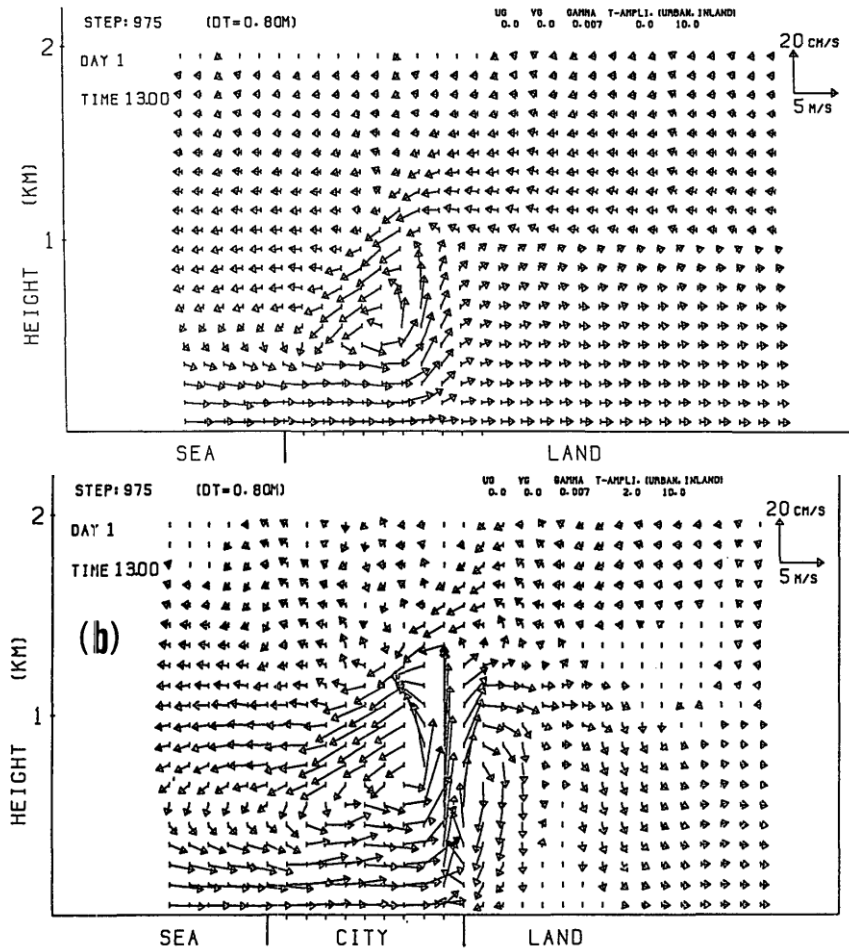 STEP: 975 (DT=0.80M)
UG VG GAMMA T-AMPLI. (URBAN, INLAND)
0.0 0.0 0.007 0.0 10.0
2
DAY 1
TIME 13.00
20 CM/S
5 M/S
HEIGHT (KM)
1
SEA LAND
STEP: 975 (DT=0.80M)
UG VG GAMMA T-AMPLI. (URBAN, INLAND)
0.0 0.0 0.007 2.0 10.0
2
DAY 1
TIME 13.00
20 CM/S
5 M/S
(b)
HEIGHT (KM)
1
SEA CITY LAND